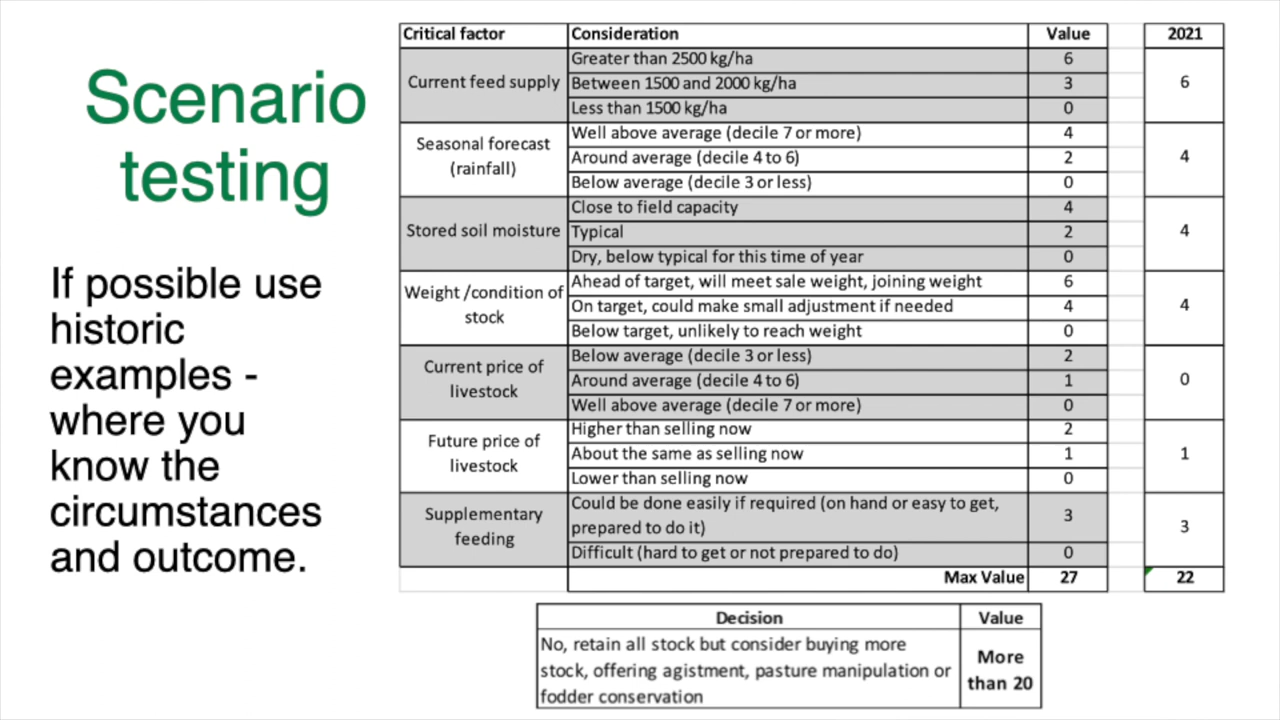 Scenario
testing
If possible use
historic
examples -
where you
know the
circumstances
and outcome.
Critical factor Consideration Value 2021
Current feed supply Greater than 2500 kg/ha 6 6
Between 1500 and 2000 kg/ha 3
Less than 1500 kg/ha 0
Seasonal forecast
(rainfall) Well above average (decile 7 or more) 4 4
Around average (decile 4 to 6) 2
Below average (decile 3 or less) 0
Stored soil moisture Close to field capacity 4 4
Typical 2
Dry, below typical for this time of year 0
Weight /condition of
stock Ahead of target, will meet sale weight, joining weight 6 4
On target, could make small adjustment if needed 4
Below target, unlikely to reach weight 0
Current price of
livestock Below average (decile 3 or less) 2 0
Around average (decile 4 to 6) 1
Well above average (decile 7 or more) 0
Future price of
livestock Higher than selling now 2 1
About the same as selling now 1
Lower than selling now 0
Supplementary
feeding Could be done easily if required (on hand or easy to get,
prepared to do it) 3 3
Difficult (hard to get or not prepared to do) 0
Max Value 27 22
Decision Value
No, retain all stock but consider buying more
stock, offering agistment, pasture manipulation or
fodder conservation
More
than 20